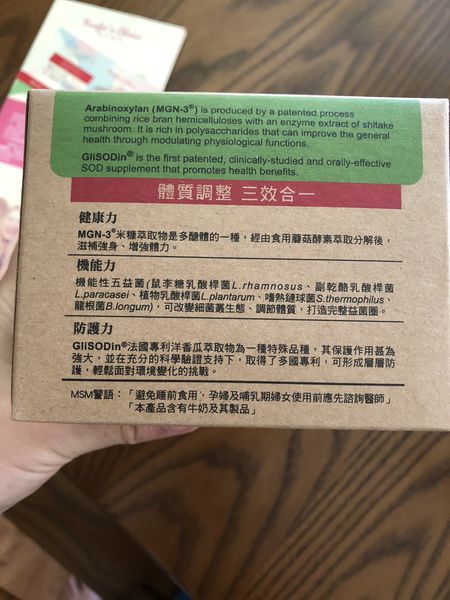 Arabinoxylan (MGN-3®) is produced by a patented process
combining rice bran hemicelluloses with an enzyme extract of shitake
mushroom. It is rich in polysaccharides that can improve the general
health through modulating physiological functions.
GliSODin® is the first patented, clinically-studied and orally-effective
SOD supplement that promotes health benefits.
體質調整 三效合一
健康力
MGN-3®米糠萃取物是多醣體的一種，經由食用蘑菇酵素萃取分解後，
滋補強身、增強體力。
機能力
機能性五益菌(鼠李糖乳酸桿菌L.rhamnosus、副乾酪乳酸桿菌
L.paracasei、植物乳酸桿菌L.plantarum、嗜熱鏈球菌S.thermophilus、
龍根菌B.longum)，可改變細菌叢生態、調節體質，打造完整益菌圈。
防護力
GliSODin®法國專利洋香瓜萃取物為一種特殊品種，其保護作用甚為
強大，並在充分的科學驗證支持下，取得了多國專利，可形成層層防
護，輕鬆面對環境變化的挑戰。
MSM警語：「避免睡前食用，孕婦及哺乳期婦女使用前應先諮詢醫師」
「本產品含有牛奶及其製品」